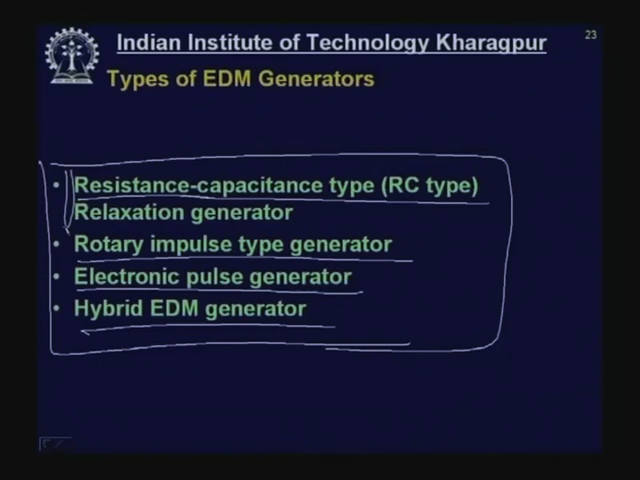 23
Indian Institute of Technology Kharagpur
Types of EDM Generators
• Resistance-capacitance type (RC type)
Relaxation generator
• Rotary impulse type generator
• Electronic pulse generator
• Hybrid EDM generator